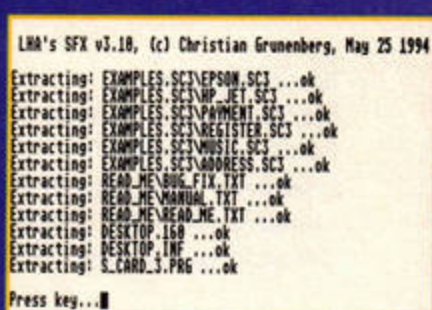 LHA's SFX v3.10, (c) Christian Grunenberg, May 25 1994
Extracting: EXAMPLES.SC3\EPSON.SC3 ...ok
Extracting: EXAMPLES.SC3\HP_JET.SC3 ...ok
Extracting: EXAMPLES.SC3\PAYMENT.SC3 ...ok
Extracting: EXAMPLES.SC3\REGISTER.SC3 ...ok
Extracting: EXAMPLES.SC3\MUSIC.SC3 ...ok
Extracting: EXAMPLES.SC3\ADDRESS.SC3 ...ok
Extracting: READ_ME\BUG_FIX.TXT ...ok
Extracting: READ_ME\MANUAL.TXT ...ok
Extracting: READ_ME\READ_ME.TXT ...ok
Extracting: DESKTOP.160 ...ok
Extracting: DESKTOP.INF ...ok
Extracting: S_CARD_3.PRG ...ok
Press key...